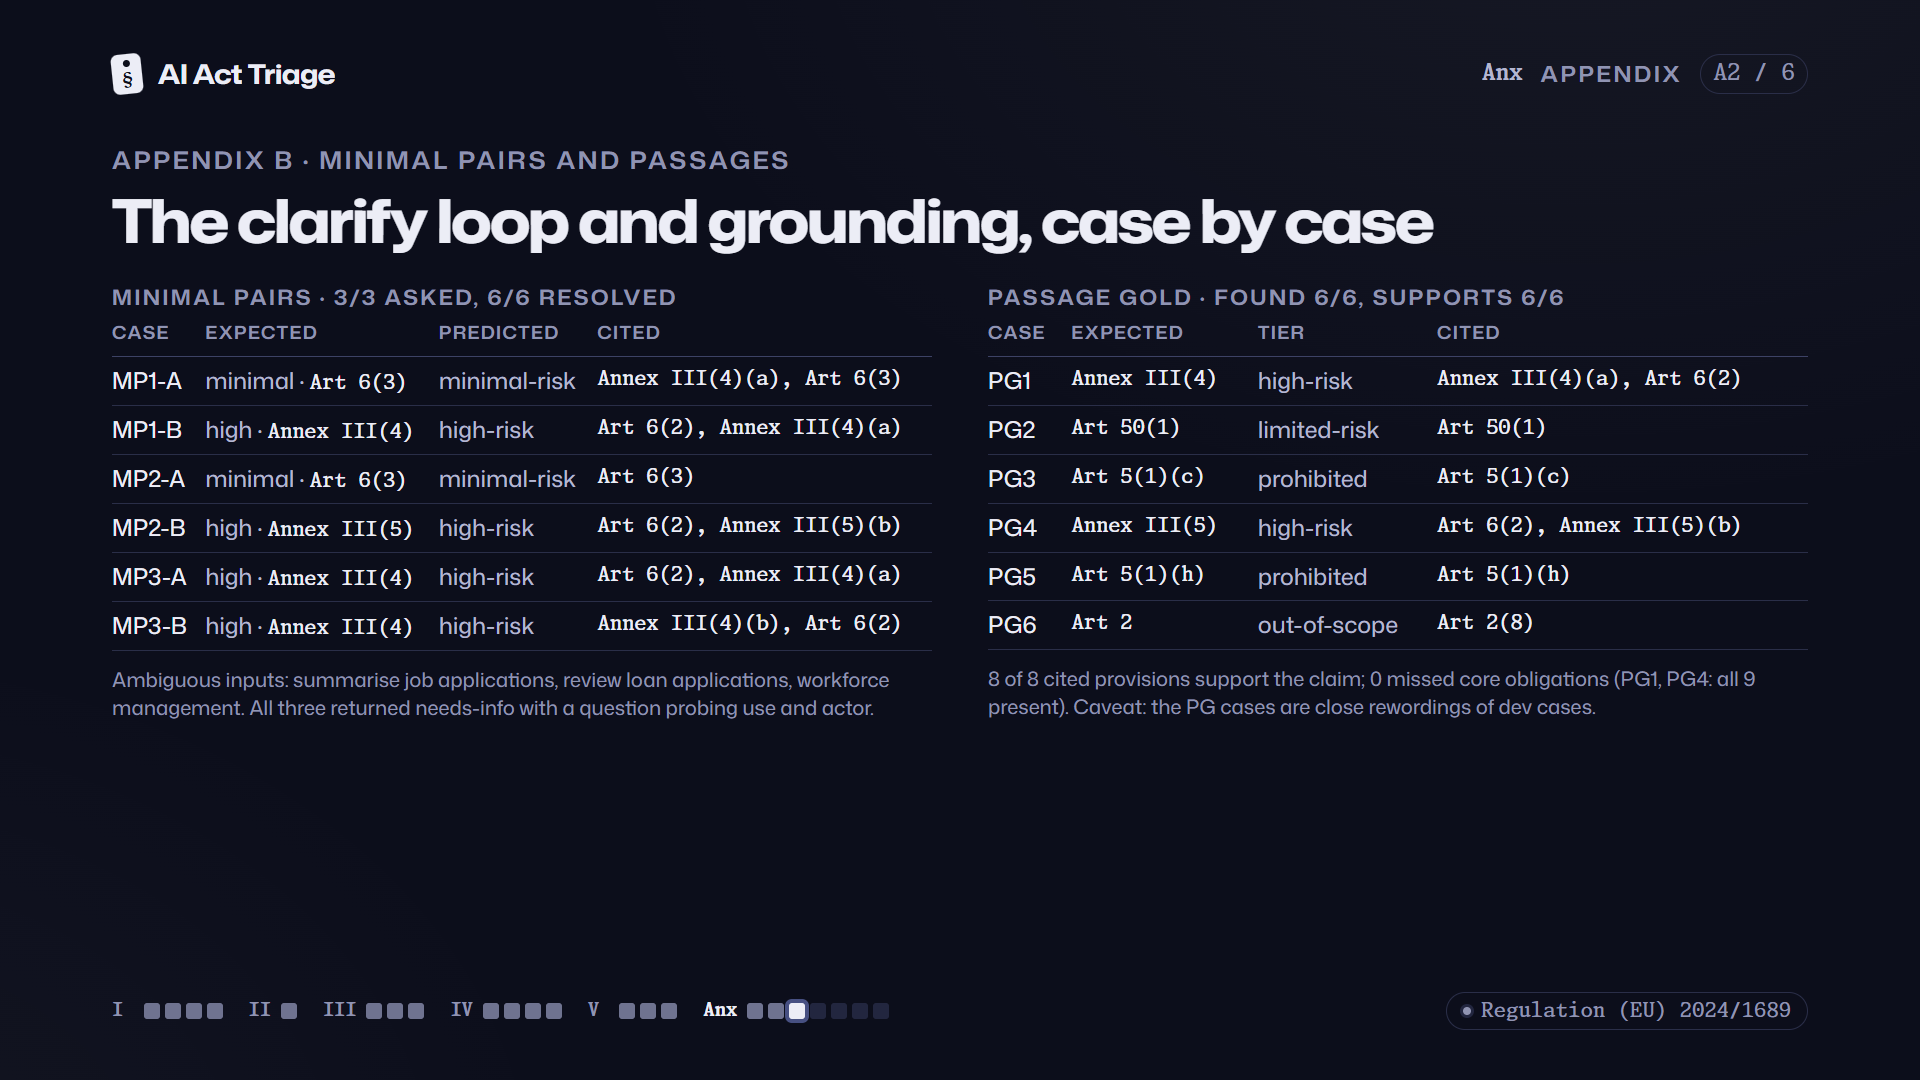 § AI Act Triage
Anx APPENDIX A2 / 6
APPENDIX B · MINIMAL PAIRS AND PASSAGES
The clarify loop and grounding, case by case
MINIMAL PAIRS · 3/3 ASKED, 6/6 RESOLVED
CASE EXPECTED PREDICTED CITED
MP1-A minimal · Art 6(3) minimal-risk Annex III(4)(a), Art 6(3)
MP1-B high · Annex III(4) high-risk Art 6(2), Annex III(4)(a)
MP2-A minimal · Art 6(3) minimal-risk Art 6(3)
MP2-B high · Annex III(5) high-risk Art 6(2), Annex III(5)(b)
MP3-A high · Annex III(4) high-risk Art 6(2), Annex III(4)(a)
MP3-B high · Annex III(4) high-risk Annex III(4)(b), Art 6(2)
Ambiguous inputs: summarise job applications, review loan applications, workforce
management. All three returned needs-info with a question probing use and actor.
PASSAGE GOLD · FOUND 6/6, SUPPORTS 6/6
CASE EXPECTED TIER CITED
PG1 Annex III(4) high-risk Annex III(4)(a), Art 6(2)
PG2 Art 50(1) limited-risk Art 50(1)
PG3 Art 5(1)(c) prohibited Art 5(1)(c)
PG4 Annex III(5) high-risk Art 6(2), Annex III(5)(b)
PG5 Art 5(1)(h) prohibited Art 5(1)(h)
PG6 Art 2 out-of-scope Art 2(8)
8 of 8 cited provisions support the claim; 0 missed core obligations (PG1, PG4: all 9
present). Caveat: the PG cases are close rewordings of dev cases.
I II III IV V Anx
Regulation (EU) 2024/1689